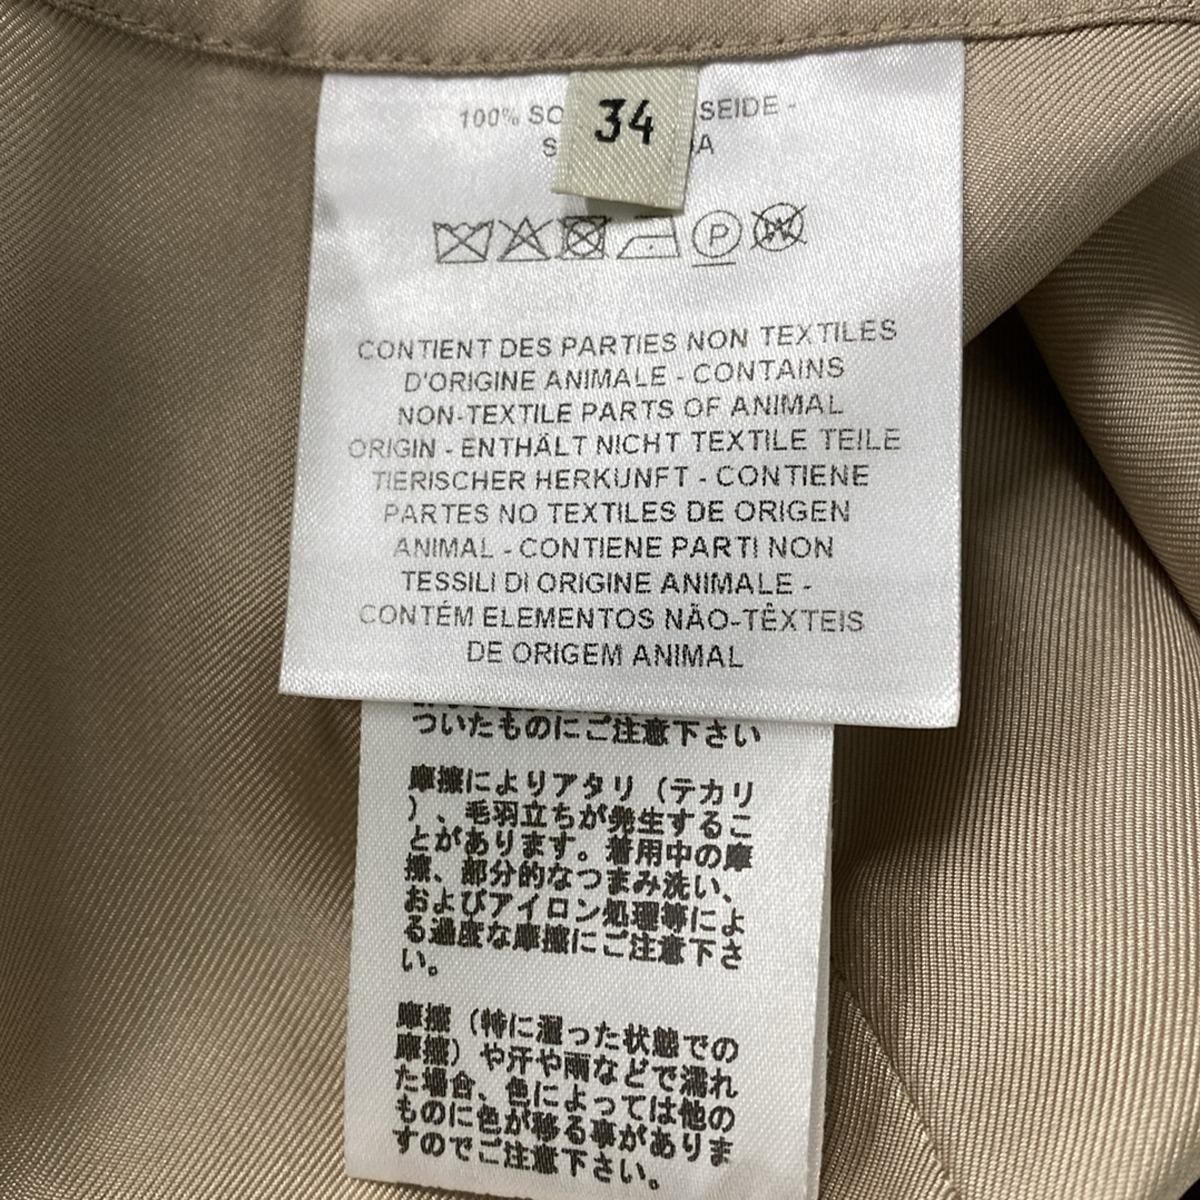 34
100% SO SEIDE -
S A
P
W
CONTIENT DES PARTIES NON TEXTILES
D'ORIGINE ANIMALE - CONTAINS
NON-TEXTILE PARTS OF ANIMAL
ORIGIN - ENTHÄLT NICHT TEXTILE TEILE
TIERISCHER HERKUNFT - CONTIENE
PARTES NO TEXTILES DE ORIGEN
ANIMAL - CONTIENE PARTI NON
TESSILI DI ORIGINE ANIMALE -
CONTÉM ELEMENTOS NÃO-TÊXTEIS
DE ORIGEM ANIMAL
ついたものにご注意下さい
摩擦によりアタリ（テカリ
）、毛羽立ちが発生するこ
とがあります。着用中の摩
擦、部分的なつまみ洗い、
およびアイロン処理等によ
る過度な摩擦にご注意下さ
い。
摩擦（特に湿った状態での
摩擦）や汗や雨などで濡れ
た場合、色によっては他の
ものに色が移る事がありま
すのでご注意下さい。